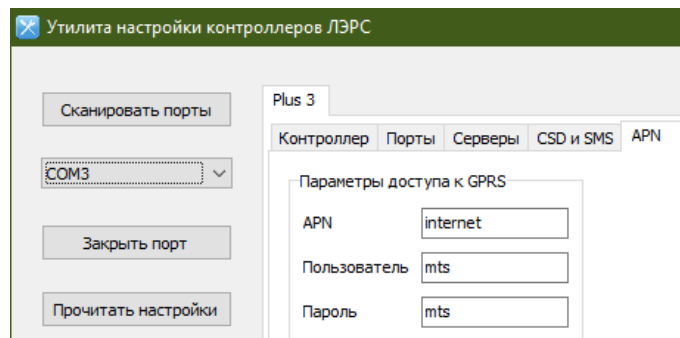 Утилита настройки контроллеров ЛЭРС
Сканировать порты
COM3
Закрыть порт
Прочитать настройки
Plus 3
Контроллер Порты Серверы CSD и SMS APN
Параметры доступа к GPRS
APN internet
Пользователь mts
Пароль mts